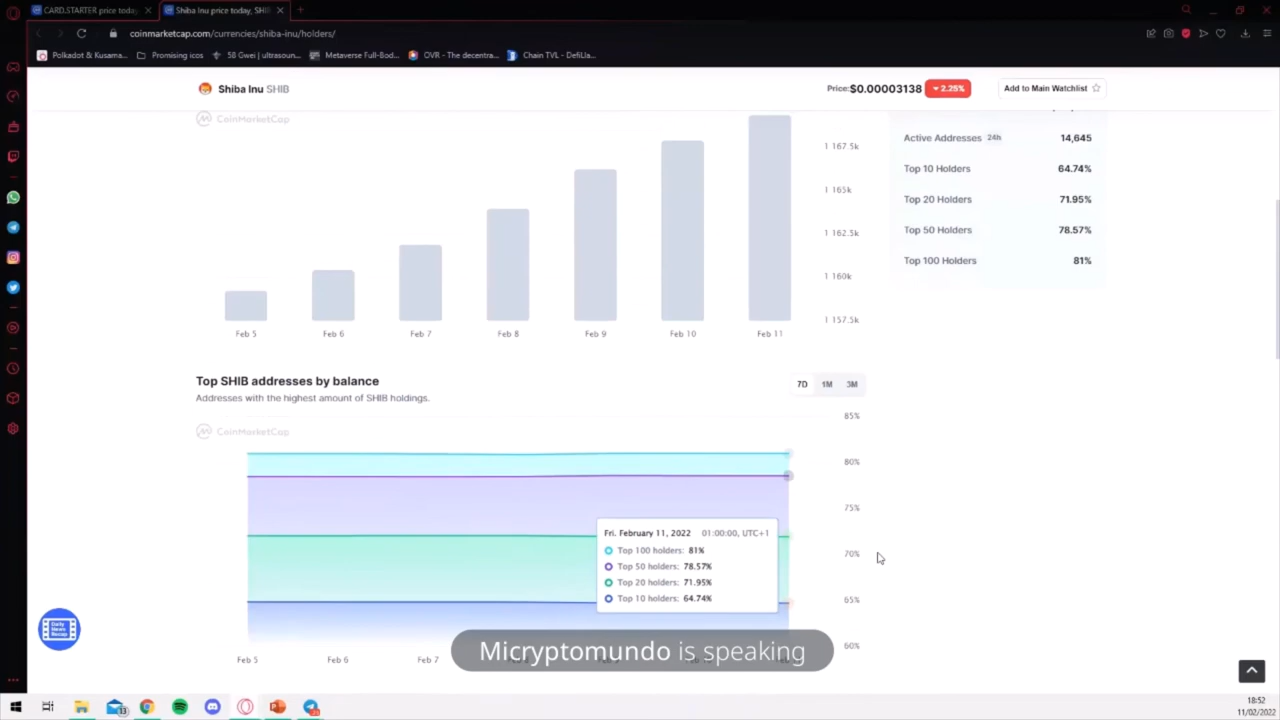 CARD.STARTER price today,
Shiba Inu price today, SHI
coinmarketcap.com/currencies/shiba-inu/holders/
Polkadot & Kusama... Promising icos 58 Gwei | ultrasoun... Metaverse Full-Bod... OVR - The decentra... Chain TVL - DefiLla...
Shiba Inu SHIB
Price:$0.00003138 2.25% Add to Main Watchlist
CoinMarketCap
1 167.5k
1 165k
1 162.5k
1 160k
1 157.5k
Feb 5 Feb 6 Feb 7 Feb 8 Feb 9 Feb 10 Feb 11
Active Addresses 24h 14,645
Top 10 Holders 64.74%
Top 20 Holders 71.95%
Top 50 Holders 78.57%
Top 100 Holders 81%
Top SHIB addresses by balance
Addresses with the highest amount of SHIB holdings.
7D 1M 3M
CoinMarketCap
85%
80%
75%
70%
65%
60%
Fri. February 11, 2022 01:00:00, UTC+1
Top 100 holders: 81%
Top 50 holders: 78.57%
Top 20 holders: 71.95%
Top 10 holders: 64.74%
Feb 5 Feb 6 Feb 7
Daily
News
Recap
Micryptomundo is speaking
13
18:52
11/02/2022